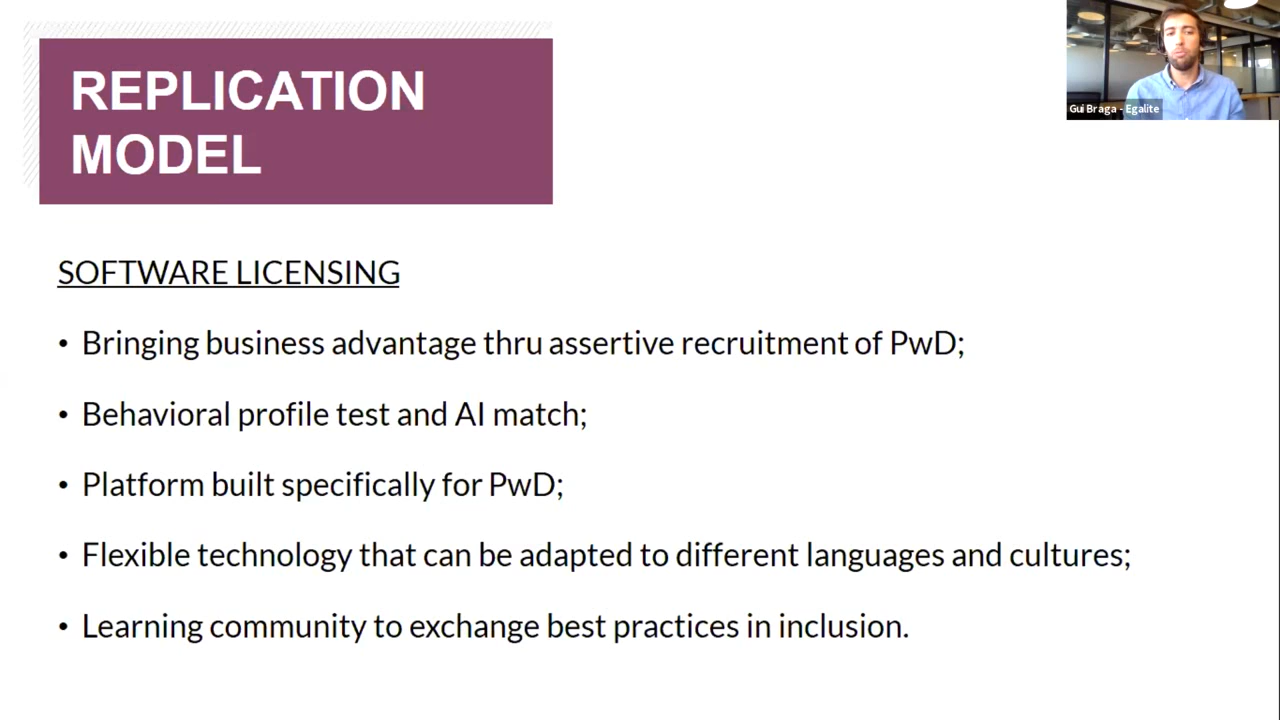 REPLICATION
MODEL
Gui Braga - Egalite
SOFTWARE LICENSING
• Bringing business advantage thru assertive recruitment of PwD;
• Behavioral profile test and AI match;
• Platform built specifically for PwD;
• Flexible technology that can be adapted to different languages and cultures;
• Learning community to exchange best practices in inclusion.